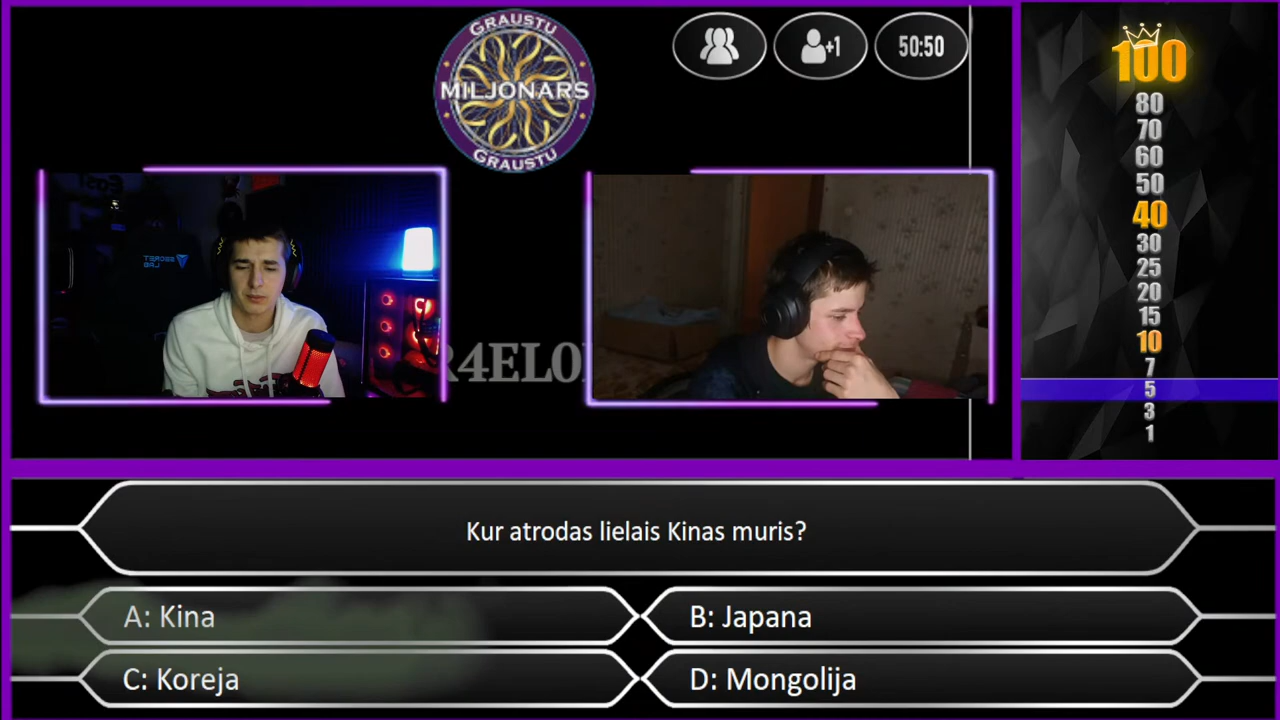 GRAUSTU
MILJONARS
GRAUSTU
+1
50:50
100
80
70
60
50
40
30
25
20
15
10
7
5
3
1
Kur atrodas lielais Kinas muris?
A: Kina
B: Japana
C: Koreja
D: Mongolija